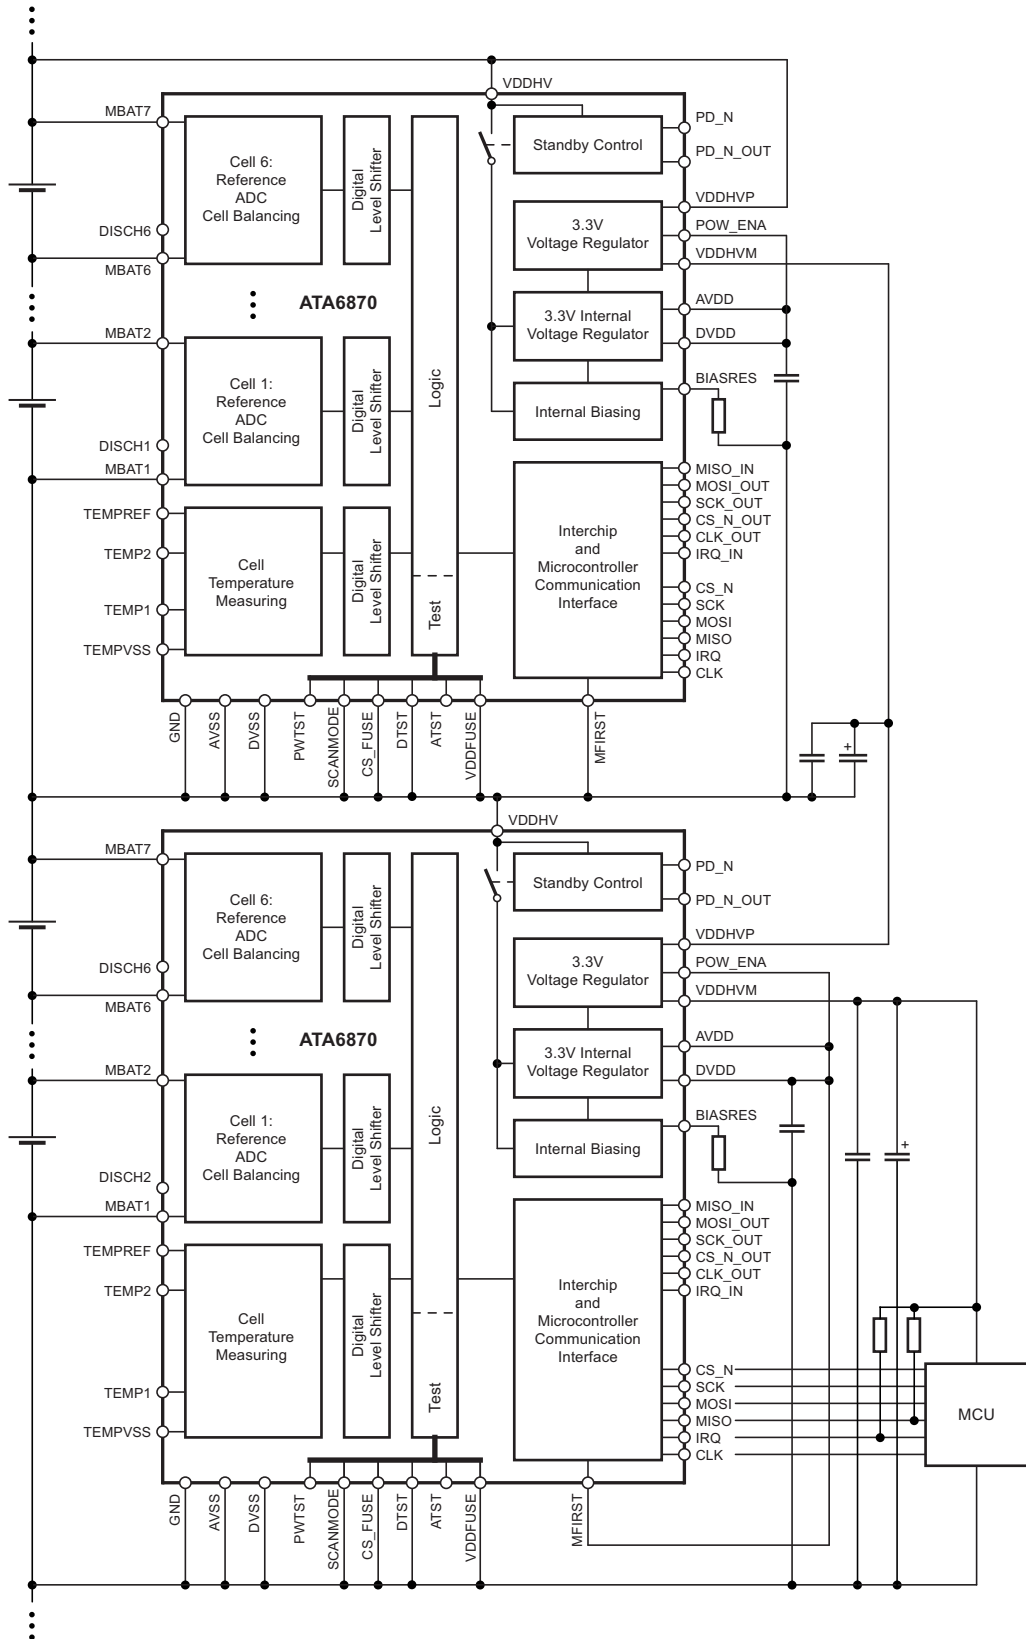 VDDHV
MBAT7
PD_N
Cell 6:
Reference
ADC
Cell Balancing
Digital
Level Shifter
Standby Control
PD_N_OUT
VDDHVP
DISCH6
3.3V
Voltage Regulator
POW_ENA
MBAT6
VDDHVM
ATA6870
AVDD
MBAT2
3.3V Internal
Voltage Regulator
DVDD
Cell 1:
Reference
ADC
Cell Balancing
Digital
Level Shifter
Logic
BIASRES
Internal Biasing
DISCH1
MBAT1
MISO_IN
MOSI_OUT
SCK_OUT
CS_N_OUT
CLK_OUT
IRQ_IN
TEMPREF
TEMP2
Cell
Temperature
Measuring
Digital
Level Shifter
Interchip
and
Microcontroller
Communication
Interface
CS_N
SCK
MOSI
MISO
IRQ
CLK
TEMP1
Test
TEMPVSS
GND
AVSS
DVSS
PWTST
SCANMODE
CS_FUSE
DTST
ATST
VDDFUSE
MFIRST
+
VDDHV
MBAT7
PD_N
Cell 6:
Reference
ADC
Cell Balancing
Digital
Level Shifter
Standby Control
PD_N_OUT
VDDHVP
DISCH6
3.3V
Voltage Regulator
POW_ENA
MBAT6
VDDHVM
ATA6870
AVDD
MBAT2
3.3V Internal
Voltage Regulator
DVDD
Cell 1:
Reference
ADC
Cell Balancing
Digital
Level Shifter
Logic
BIASRES
Internal Biasing
+
DISCH2
MBAT1
MISO_IN
MOSI_OUT
SCK_OUT
CS_N_OUT
CLK_OUT
IRQ_IN
TEMPREF
TEMP2
Cell
Temperature
Measuring
Digital
Level Shifter
Interchip
and
Microcontroller
Communication
Interface
CS_N
SCK
MOSI
MISO
IRQ
CLK
MCU
TEMP1
Test
TEMPVSS
GND
AVSS
DVSS
PWTST
SCANMODE
CS_FUSE
DTST
ATST
VDDFUSE
MFIRST